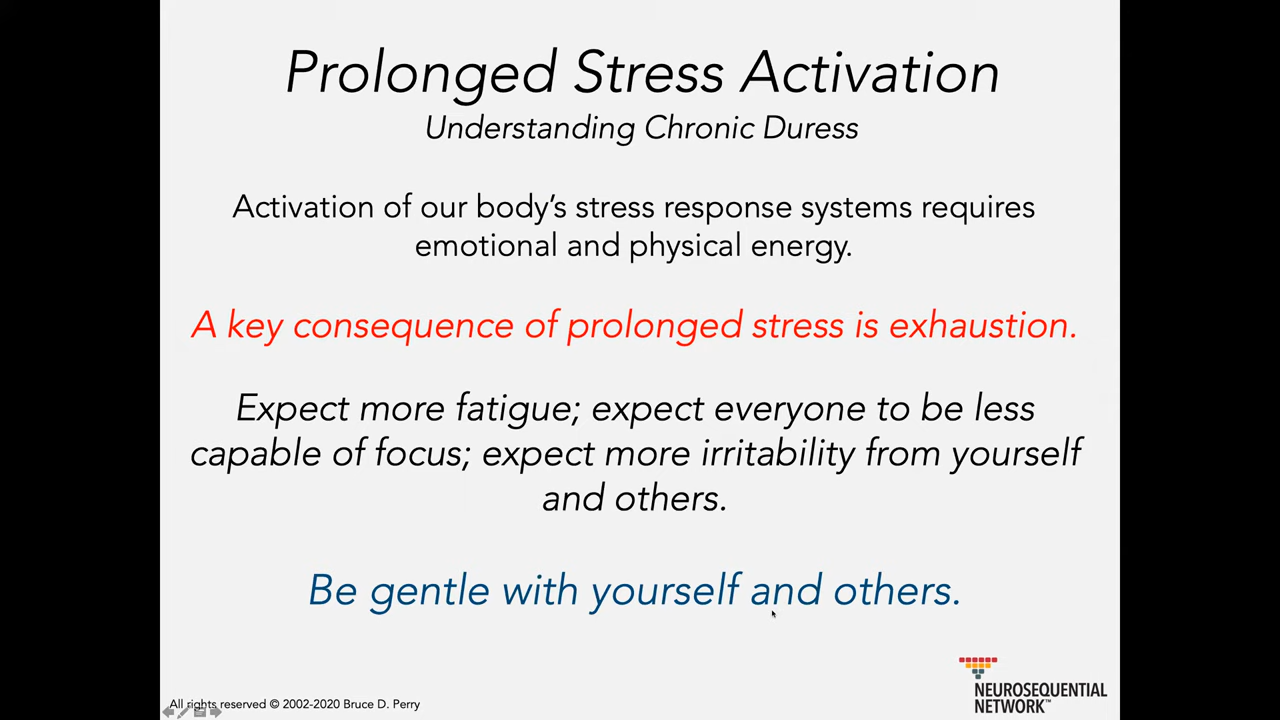 Prolonged Stress Activation
Understanding Chronic Duress
Activation of our body’s stress response systems requires
emotional and physical energy.
A key consequence of prolonged stress is exhaustion.
Expect more fatigue; expect everyone to be less
capable of focus; expect more irritability from yourself
and others.
Be gentle with yourself and others.
All rights reserved © 2002-2020 Bruce D. Perry
NEUROSEQUENTIAL
NETWORK™